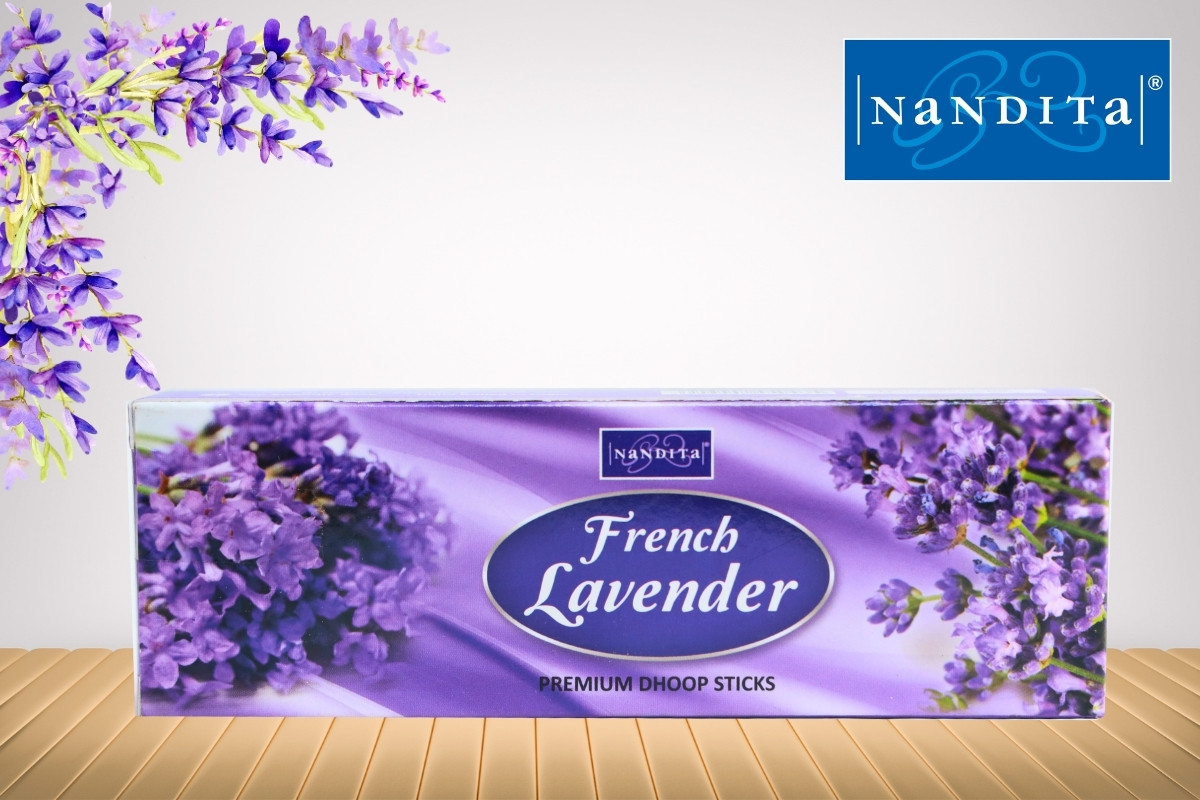 NaNDITa®
NaNDITa®
French
Lavender
PREMIUM DHOOP STICKS